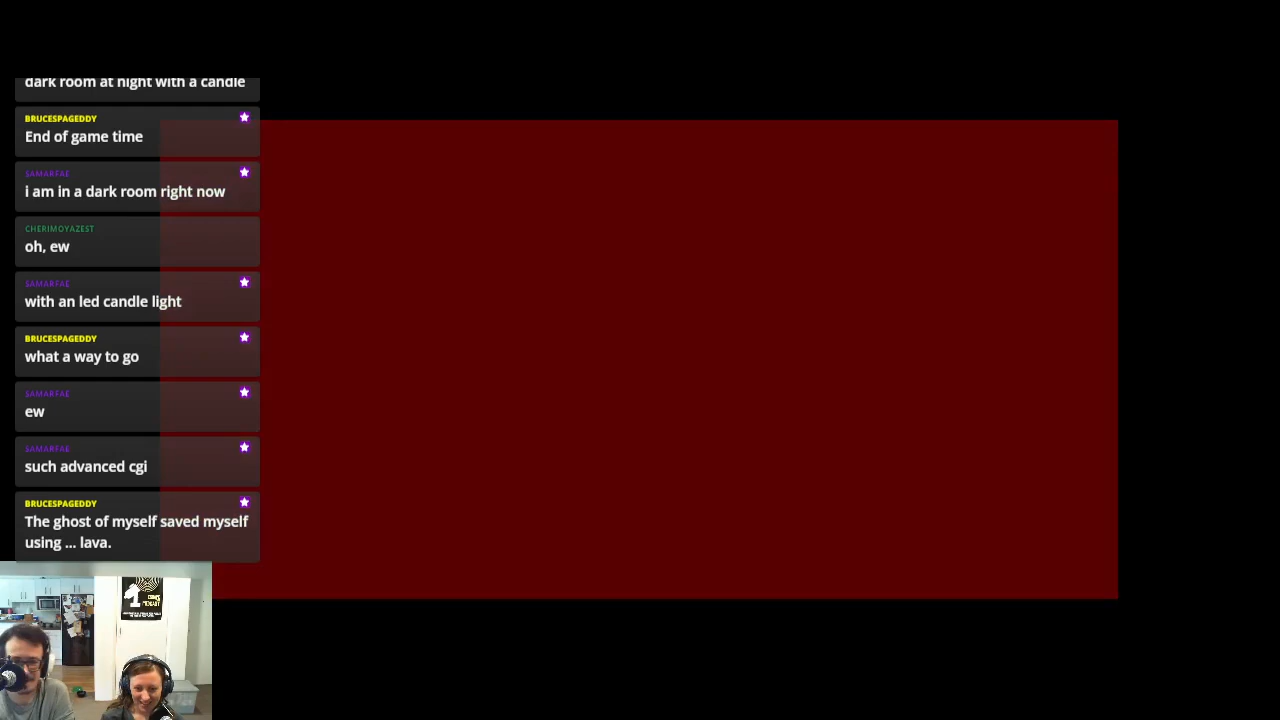 dark room at night with a candle
BRUCESPAGEDDY
End of game time
SAMARFAE
i am in a dark room right now
CHERIMOYAZEST
oh, ew
SAMARFAE
with an led candle light
BRUCESPAGEDDY
what a way to go
SAMARFAE
ew
SAMARFAE
such advanced cgi
BRUCESPAGEDDY
The ghost of myself saved myself
using ... lava.